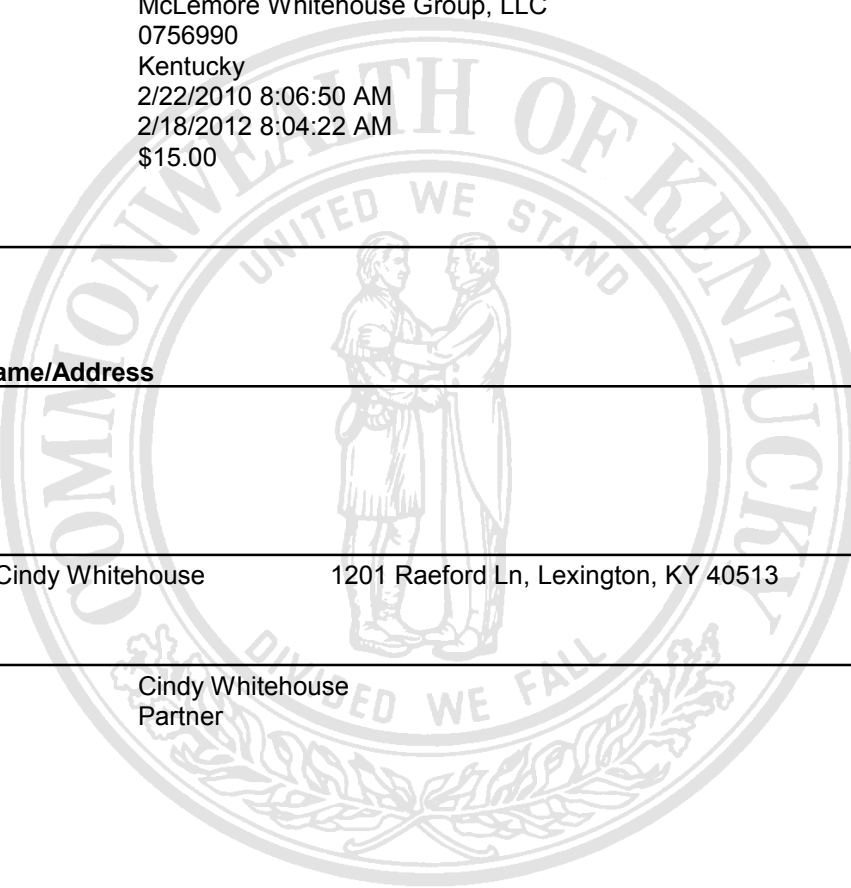 McLemore Whitehouse Group, LLC
0756990
Kentucky
2/22/2010 8:06:50 AM
2/18/2012 8:04:22 AM
$15.00
ame/Address
Cindy Whitehouse 1201 Raeford Ln, Lexington, KY 40513
Cindy Whitehouse
Partner
COMMONWEALTH OF KENTUCKY
UNITED WE STAND
DIVIDED WE FALL